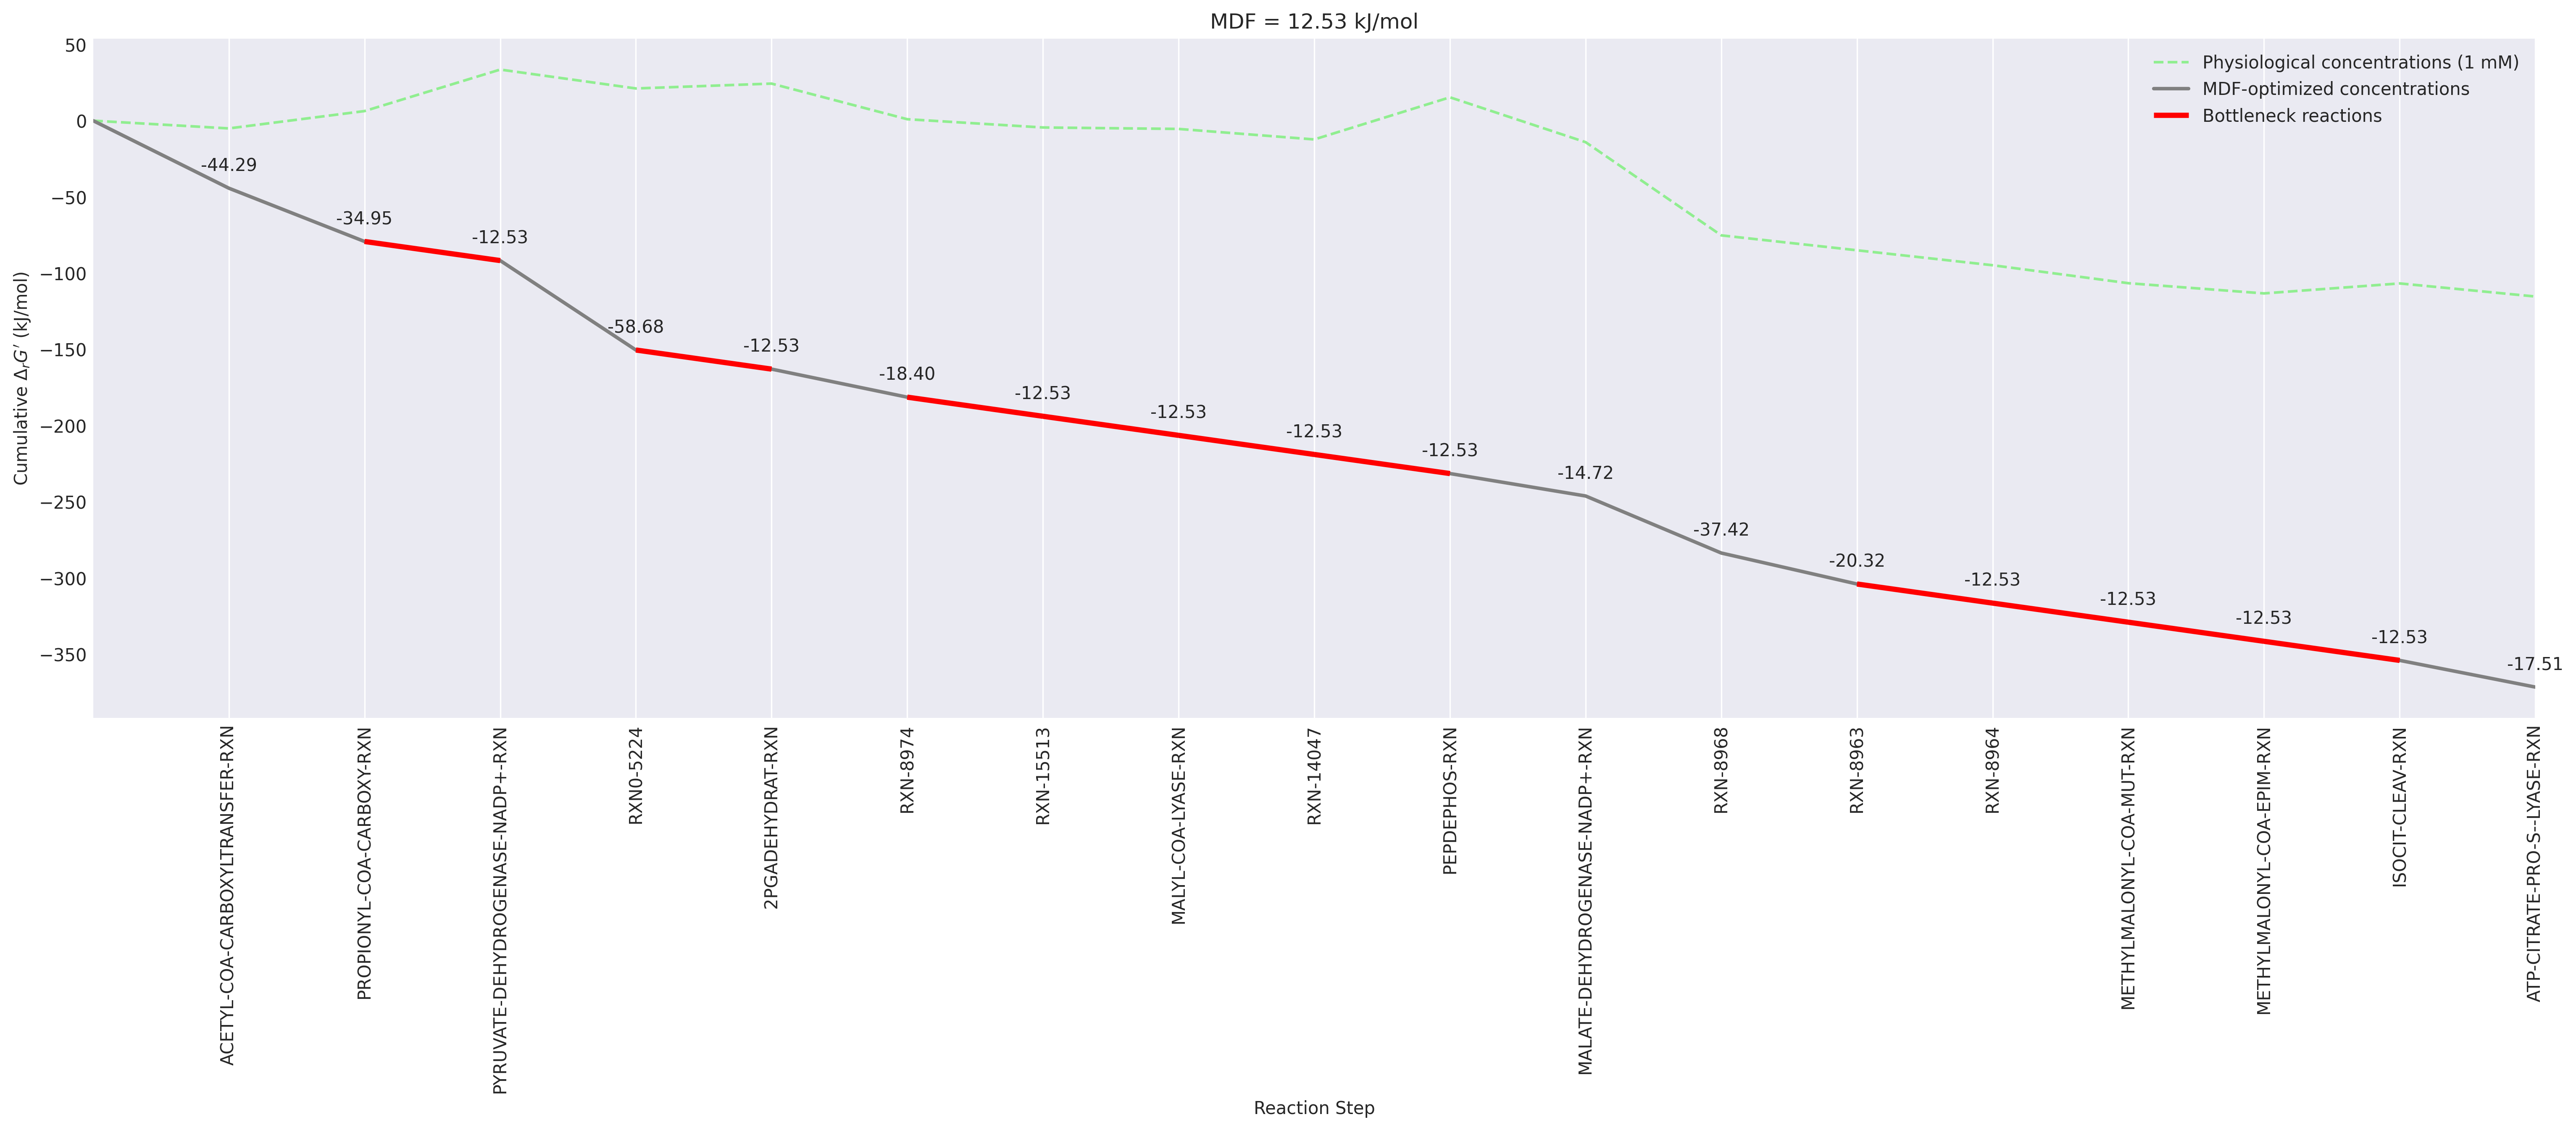 MDF = 12.53 kJ/mol
Physiological concentrations (1 mM)
MDF-optimized concentrations
Bottleneck reactions
Cumulative ΔrG′ (kJ/mol)
50
0
−50
−100
−150
−200
−250
−300
−350
-44.29
-34.95
-12.53
-58.68
-12.53
-18.40
-12.53
-12.53
-12.53
-12.53
-14.72
-37.42
-20.32
-12.53
-12.53
-12.53
-12.53
-17.51
ACETYL-COA-CARBOXYLTRANSFER-RXN
PROPIONYL-COA-CARBOXY-RXN
PYRUVATE-DEHYDROGENASE-NADP+-RXN
RXN0-5224
2PGADEHYDRAT-RXN
RXN-8974
RXN-15513
MALYL-COA-LYASE-RXN
RXN-14047
PEPDEPHOS-RXN
MALATE-DEHYDROGENASE-NADP+-RXN
RXN-8968
RXN-8963
RXN-8964
METHYLMALONYL-COA-MUT-RXN
METHYLMALONYL-COA-EPIM-RXN
ISOCIT-CLEAV-RXN
ATP-CITRATE-PRO-S--LYASE-RXN
Reaction Step